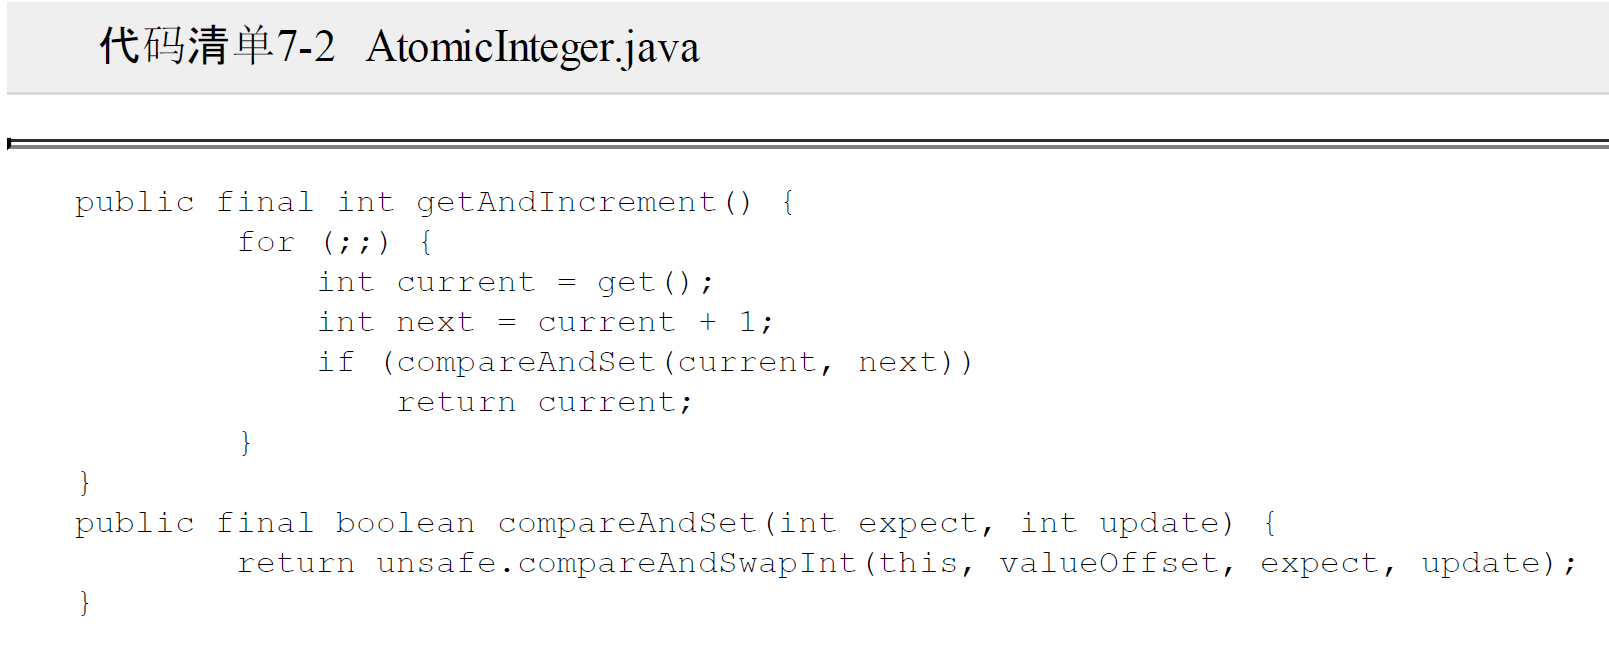 代码清单7-2 AtomicInteger.java
public final int getAndIncrement() {
for (;;) {
int current = get();
int next = current + 1;
if (compareAndSet(current, next))
return current;
}
}
public final boolean compareAndSet(int expect, int update) {
return unsafe.compareAndSwapInt(this, valueOffset, expect, update);
}